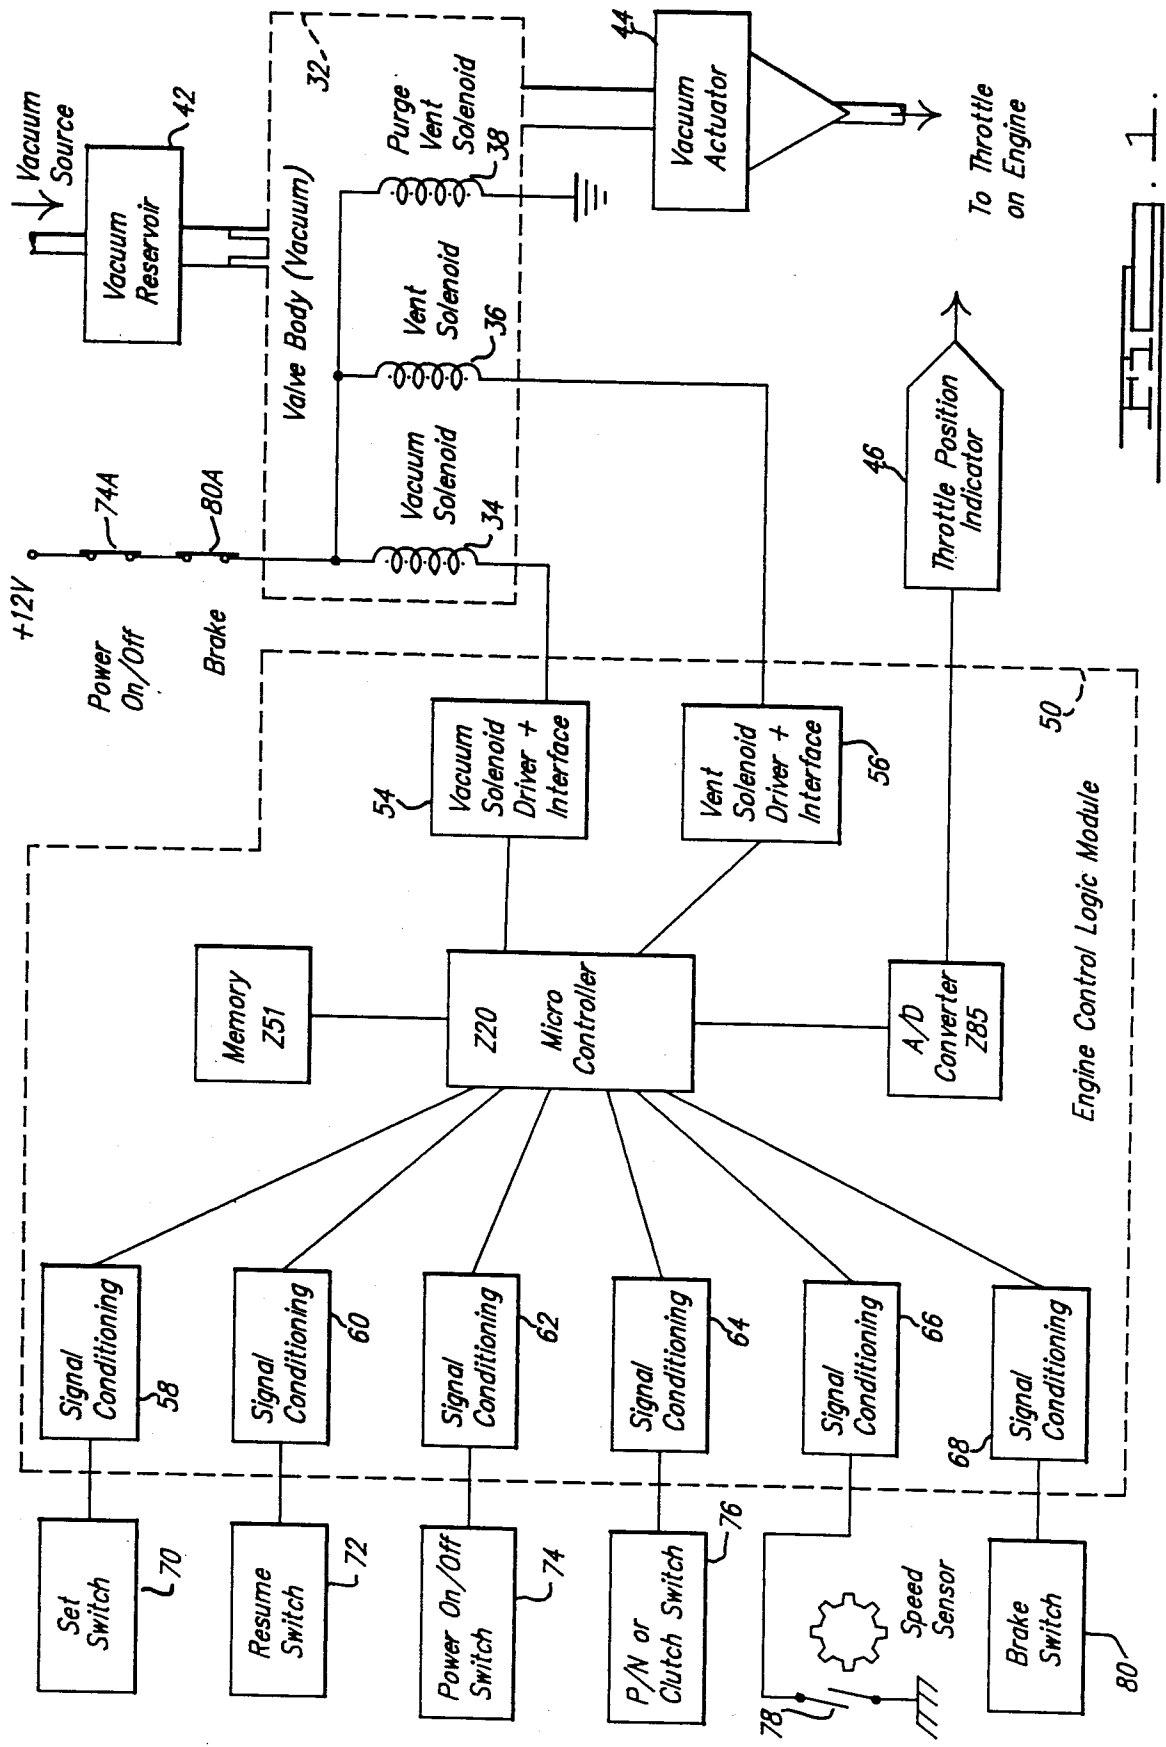 Set
Switch
70
Resume
Switch
72
Power On/Off
Switch
74
P/N or
Clutch Switch
76
78
Speed
Sensor
Brake
Switch
80
Signal
Conditioning
58
Signal
Conditioning
60
Signal
Conditioning
62
Signal
Conditioning
64
Signal
Conditioning
66
Signal
Conditioning
68
Memory
Z51
Z20
Micro
Controller
A/D
Converter
Z85
Engine Control Logic Module
50
54
Vacuum
Solenoid
Driver +
Interface
Vent
Solenoid
Driver +
Interface
56
+12V
Power
On/Off
74A
Brake
80A
Vacuum
Source
Vacuum
Reservoir
42
32
Valve Body (Vacuum)
Vacuum
Solenoid
34
Vent
Solenoid
36
Purge
Vent
Solenoid
38
44
Vacuum
Actuator
To Throttle
on Engine
46
Throttle Position
Indicator
Fig. 1.